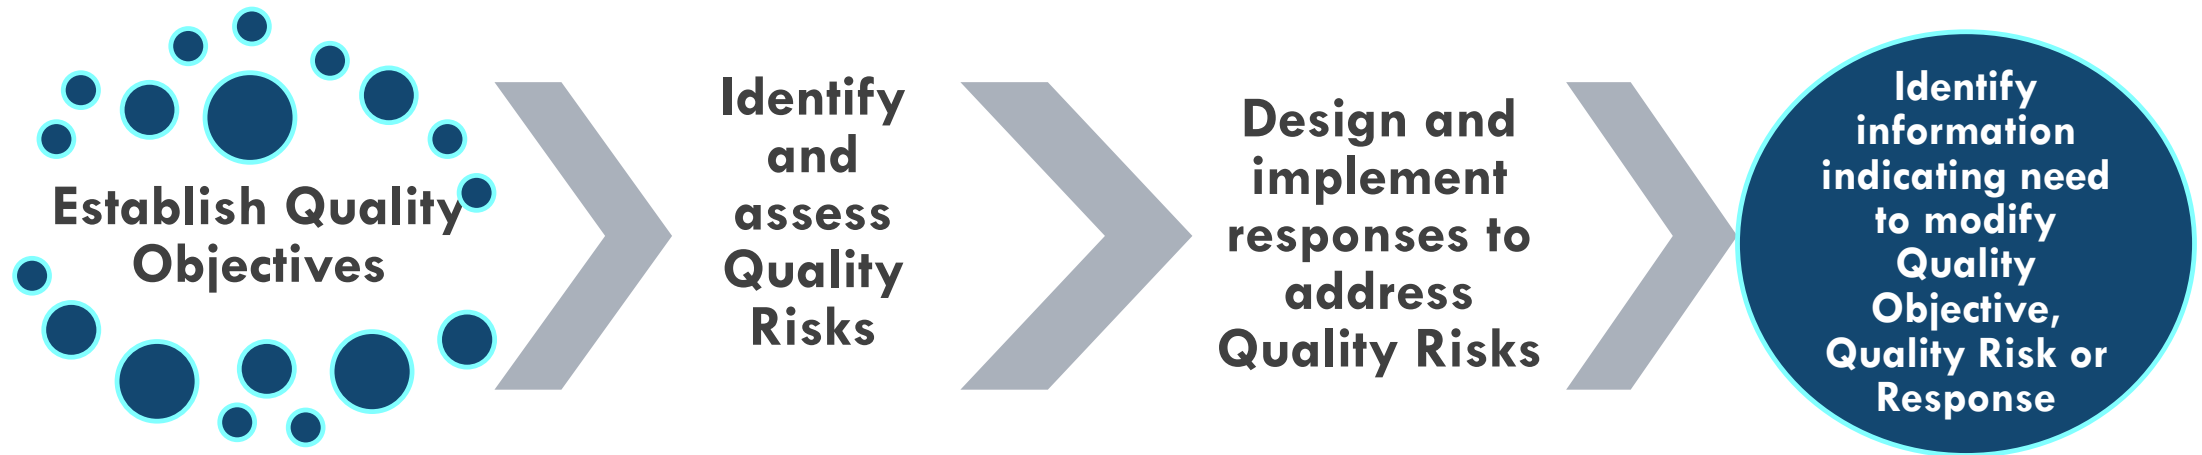 Establish Quality
Objectives
Identify
and
assess
Quality
Risks
Design and
implement
responses to
address
Quality Risks
Identify
information
indicating need
to modify
Quality
Objective,
Quality Risk or
Response